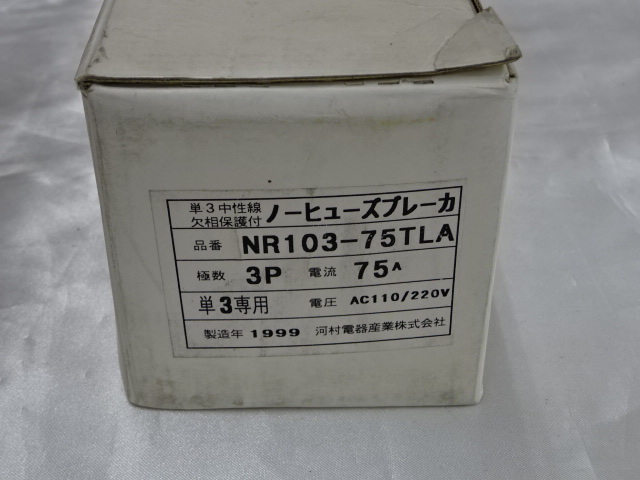 単3中性線
欠相保護付 ノーヒューズブレーカ
品番 NR103-75TLA
極数 3P 電流 75A
単3専用 電圧 AC110/220V
製造年 1999 河村電器産業株式会社